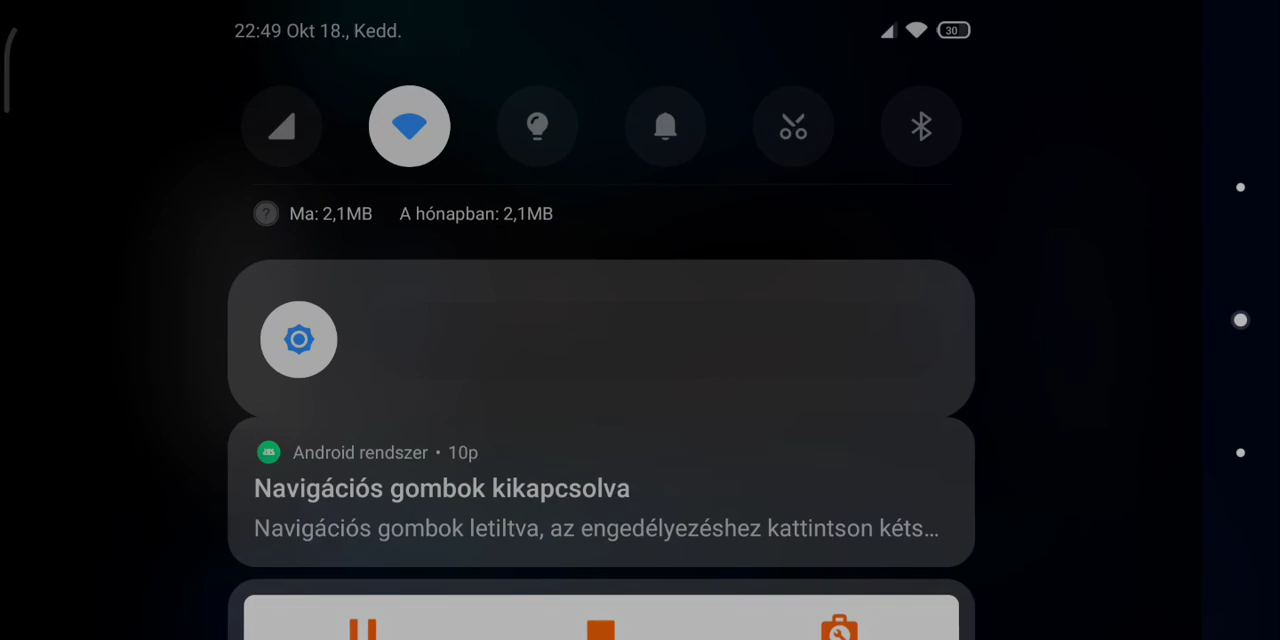 22:49 Okt 18., Kedd.
30
Ma: 2,1MB A hónapban: 2,1MB
Android rendszer • 10p
Navigációs gombok kikapcsolva
Navigációs gombok letiltva, az engedélyezéshez kattintson kéts...